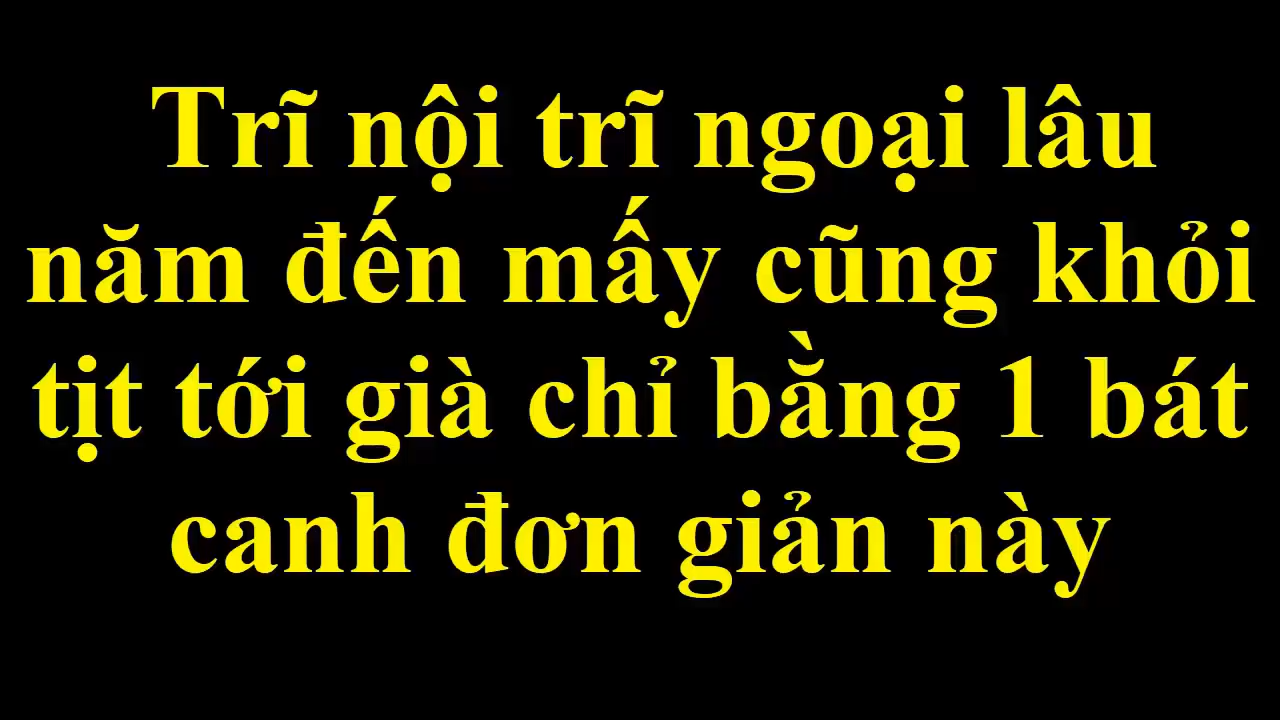 Trĩ nội trĩ ngoại lâu
năm đến mấy cũng khỏi
tịt tới già chỉ bằng 1 bát
canh đơn giản này